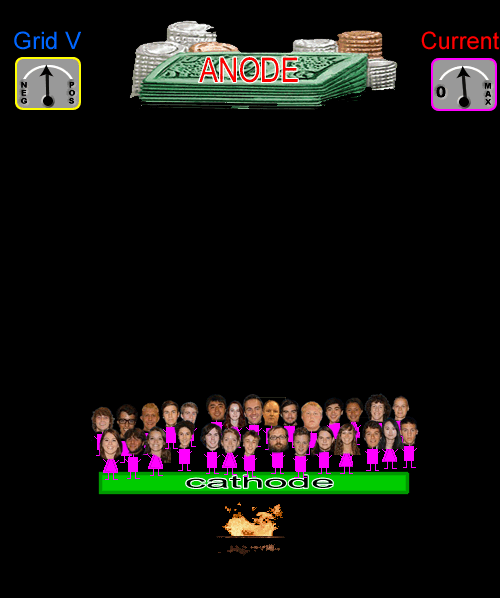 Grid V
Current
ANODE
NEG
POS
0
MAX
cathode